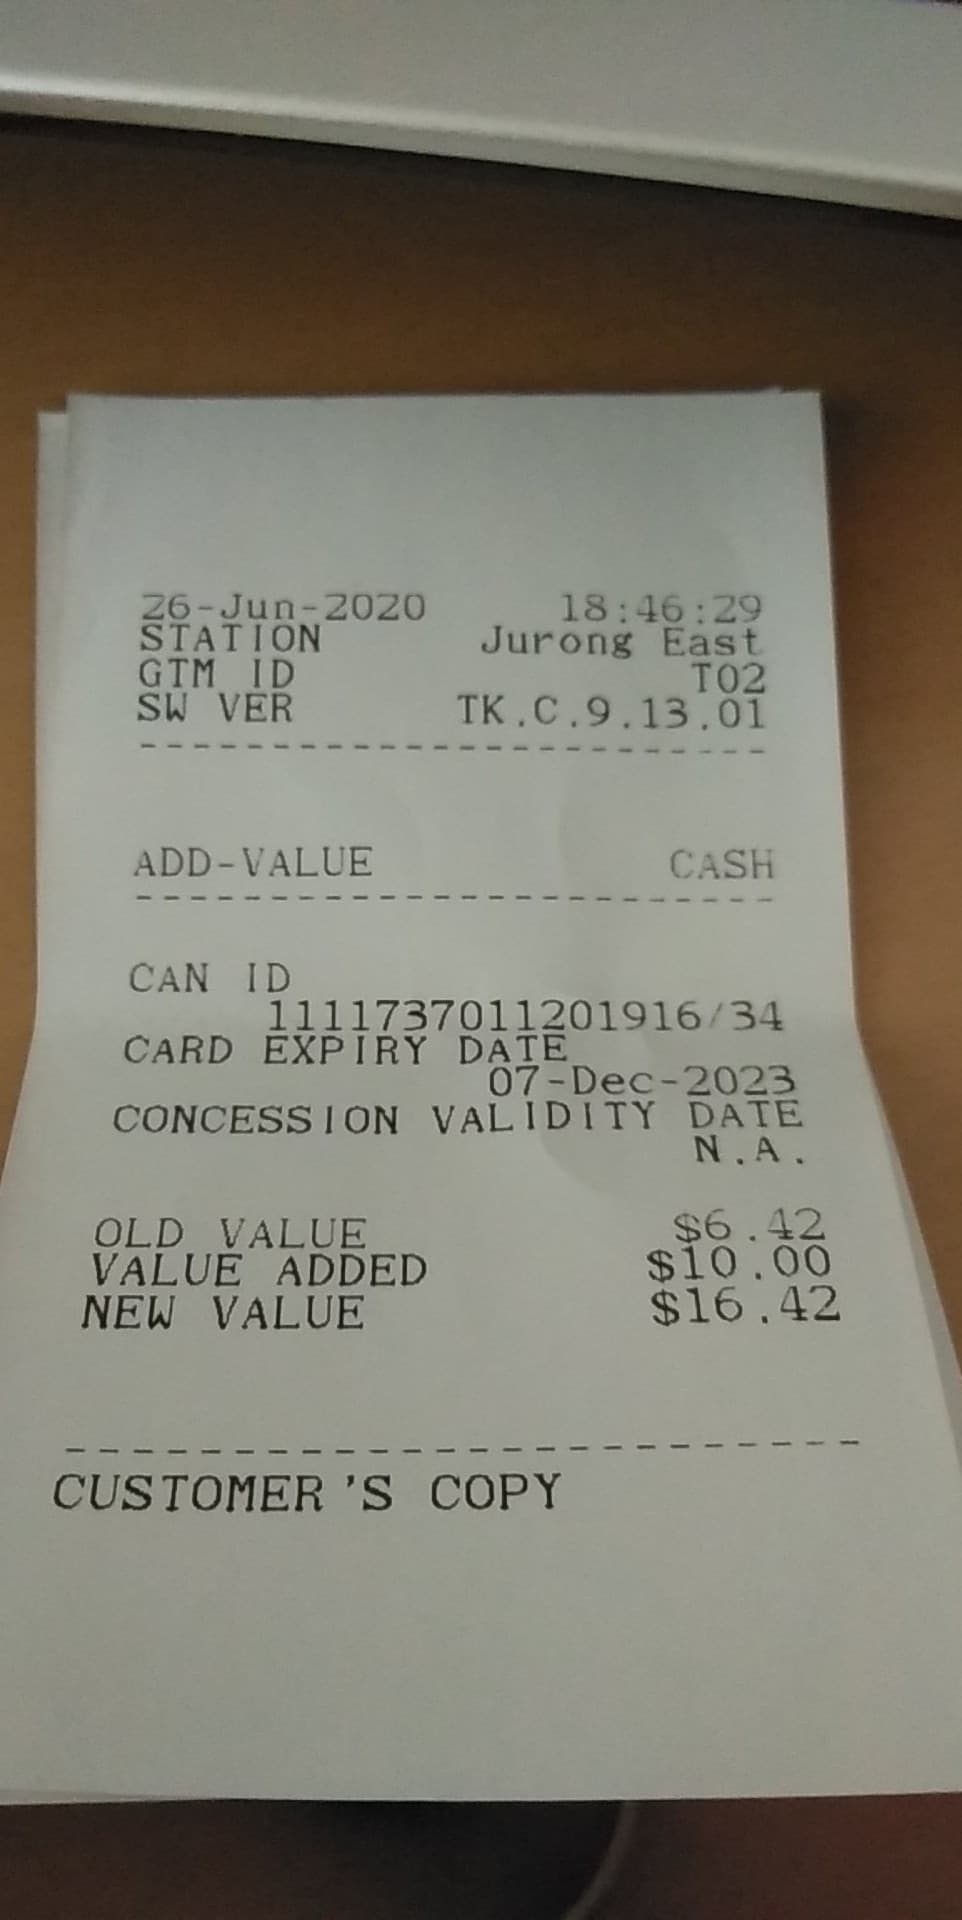 26-Jun-2020 18:46:29
STATION Jurong East
GTM ID T02
SW VER TK.C.9.13.01
------------------------
ADD-VALUE CASH
------------------------
CAN ID
1111737011201916/34
CARD EXPIRY DATE
07-Dec-2023
CONCESSION VALIDITY DATE
N.A.
OLD VALUE $6.42
VALUE ADDED $10.00
NEW VALUE $16.42
------------------------
CUSTOMER'S COPY